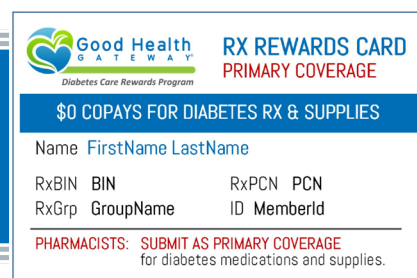 Good Health
GATEWAY®
Diabetes Care Rewards Program
RX REWARDS CARD
PRIMARY COVERAGE
$0 COPAYS FOR DIABETES RX & SUPPLIES
Name FirstName LastName
RxBIN BIN RxPCN PCN
RxGrp GroupName ID MemberId
PHARMACISTS: SUBMIT AS PRIMARY COVERAGE
for diabetes medications and supplies.